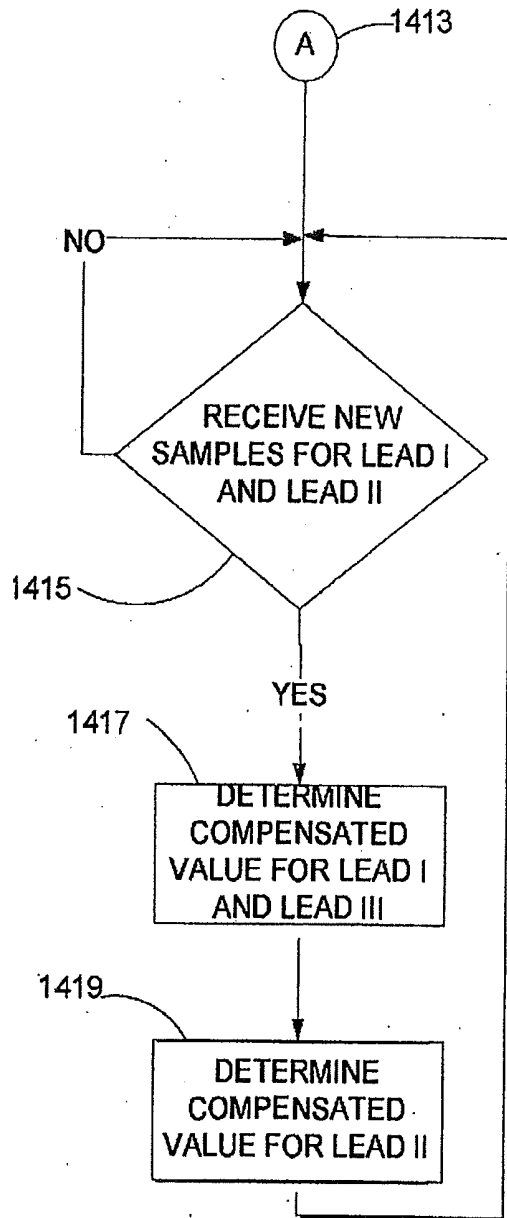 A
1413
NO
RECEIVE NEW
SAMPLES FOR LEAD I
AND LEAD II
1415
YES
1417
DETERMINE
COMPENSATED
VALUE FOR LEAD I
AND LEAD III
1419
DETERMINE
COMPENSATED
VALUE FOR LEAD II